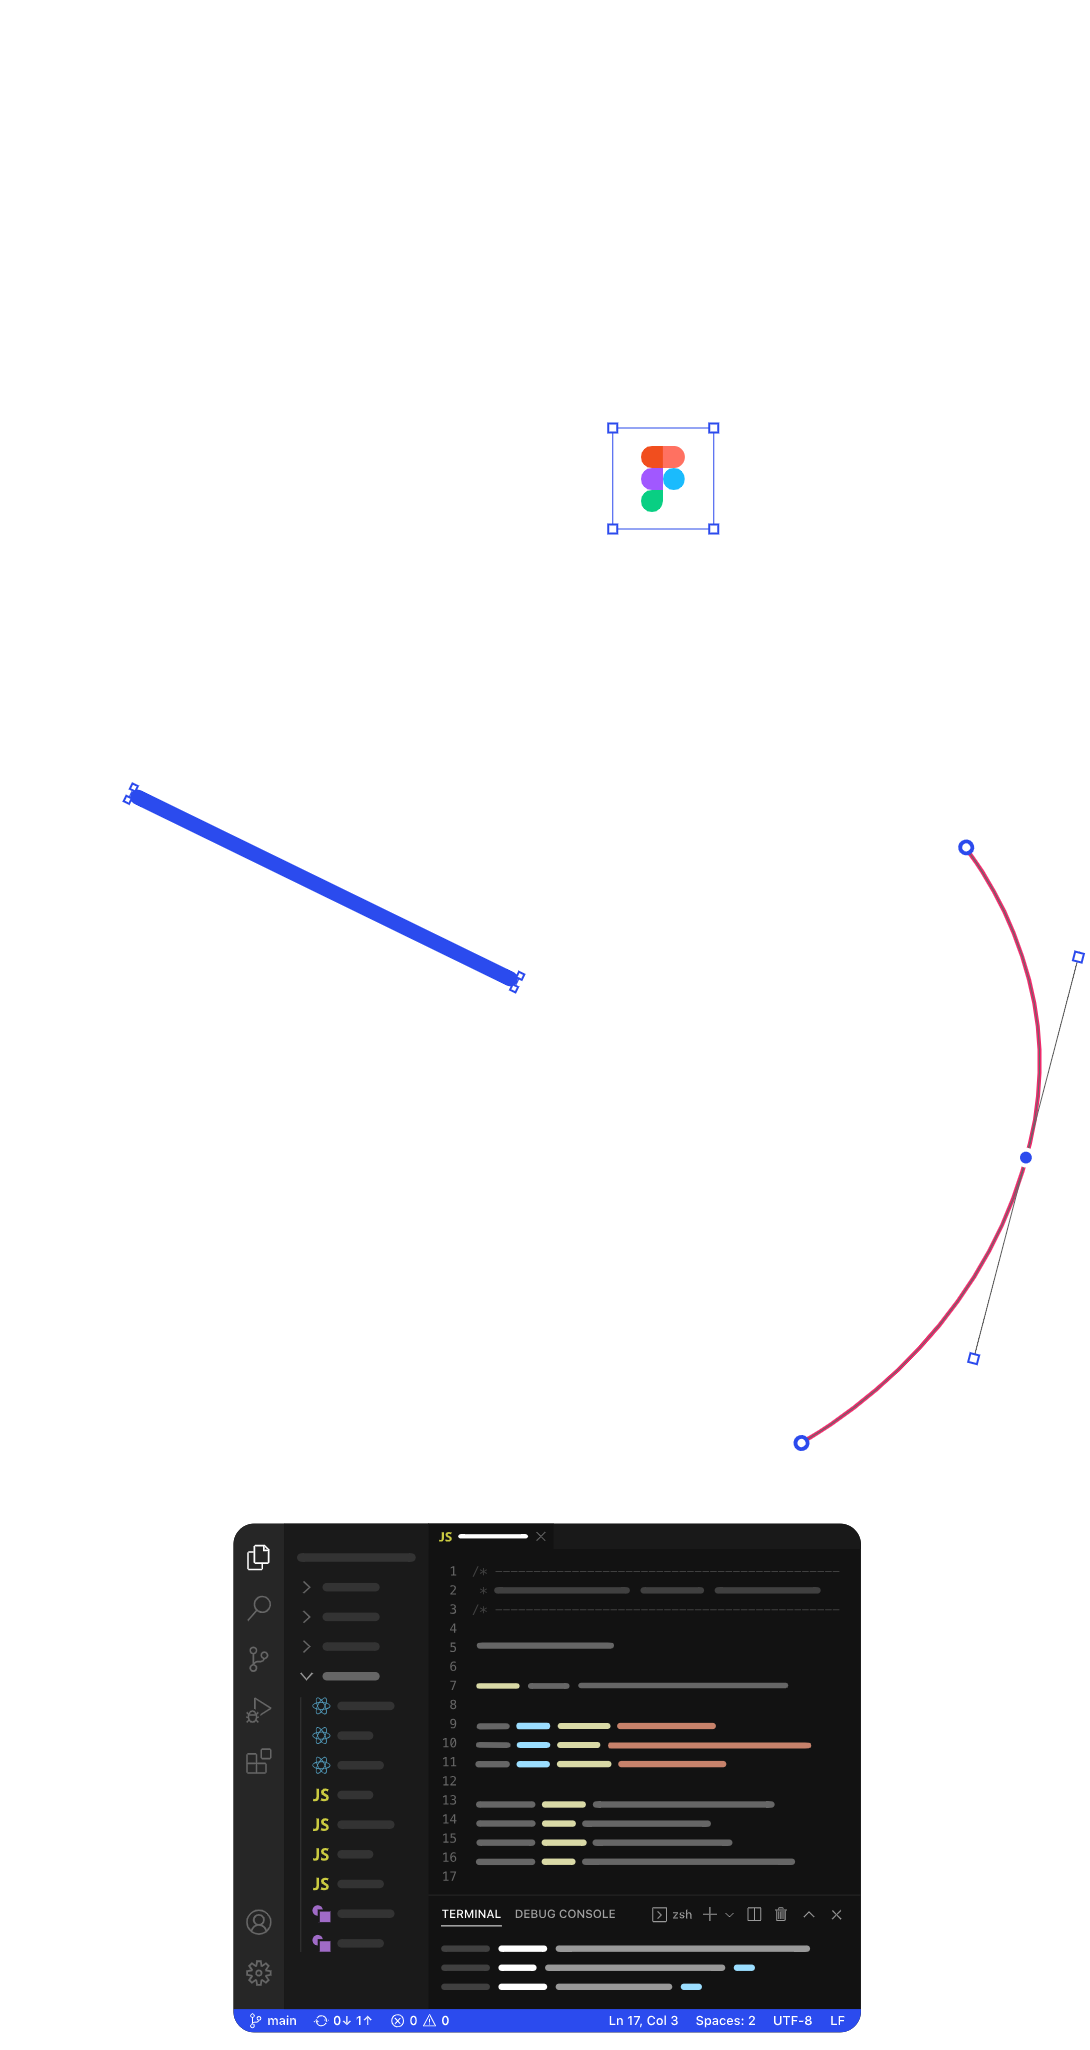 JS
1 /*
2 *
3 /*
4
5
6
7
8
9
10
11
12
13
14
15
16
17
JS
JS
JS
JS
TERMINAL DEBUG CONSOLE zsh
main 0↓ 1↑ 0 0 Ln 17, Col 3 Spaces: 2 UTF-8 LF